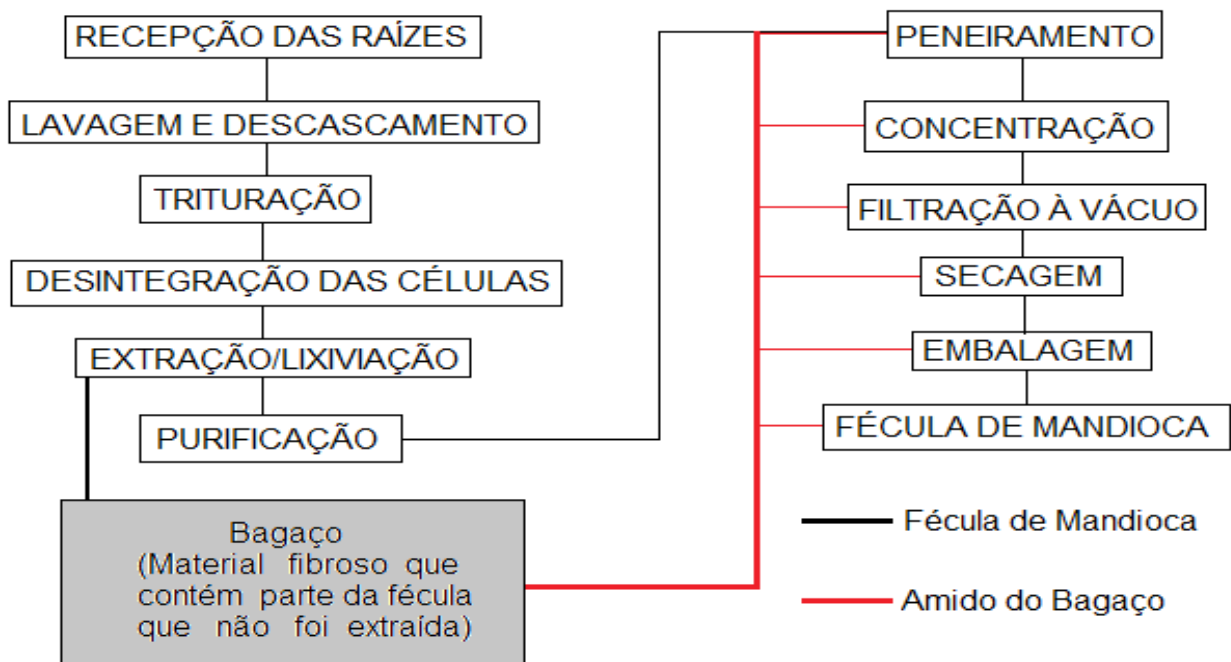 RECEPÇÃO DAS RAÍZES
LAVAGEM E DESCASCAMENTO
TRITURAÇÃO
DESINTEGRAÇÃO DAS CÉLULAS
EXTRAÇÃO/LIXIVIAÇÃO
PURIFICAÇÃO
Bagaço
(Material fibroso que
contém parte da fécula
que não foi extraída)
PENEIRAMENTO
CONCENTRAÇÃO
FILTRAÇÃO À VÁCUO
SECAGEM
EMBALAGEM
FÉCULA DE MANDIOCA
Fécula de Mandioca
Amido do Bagaço